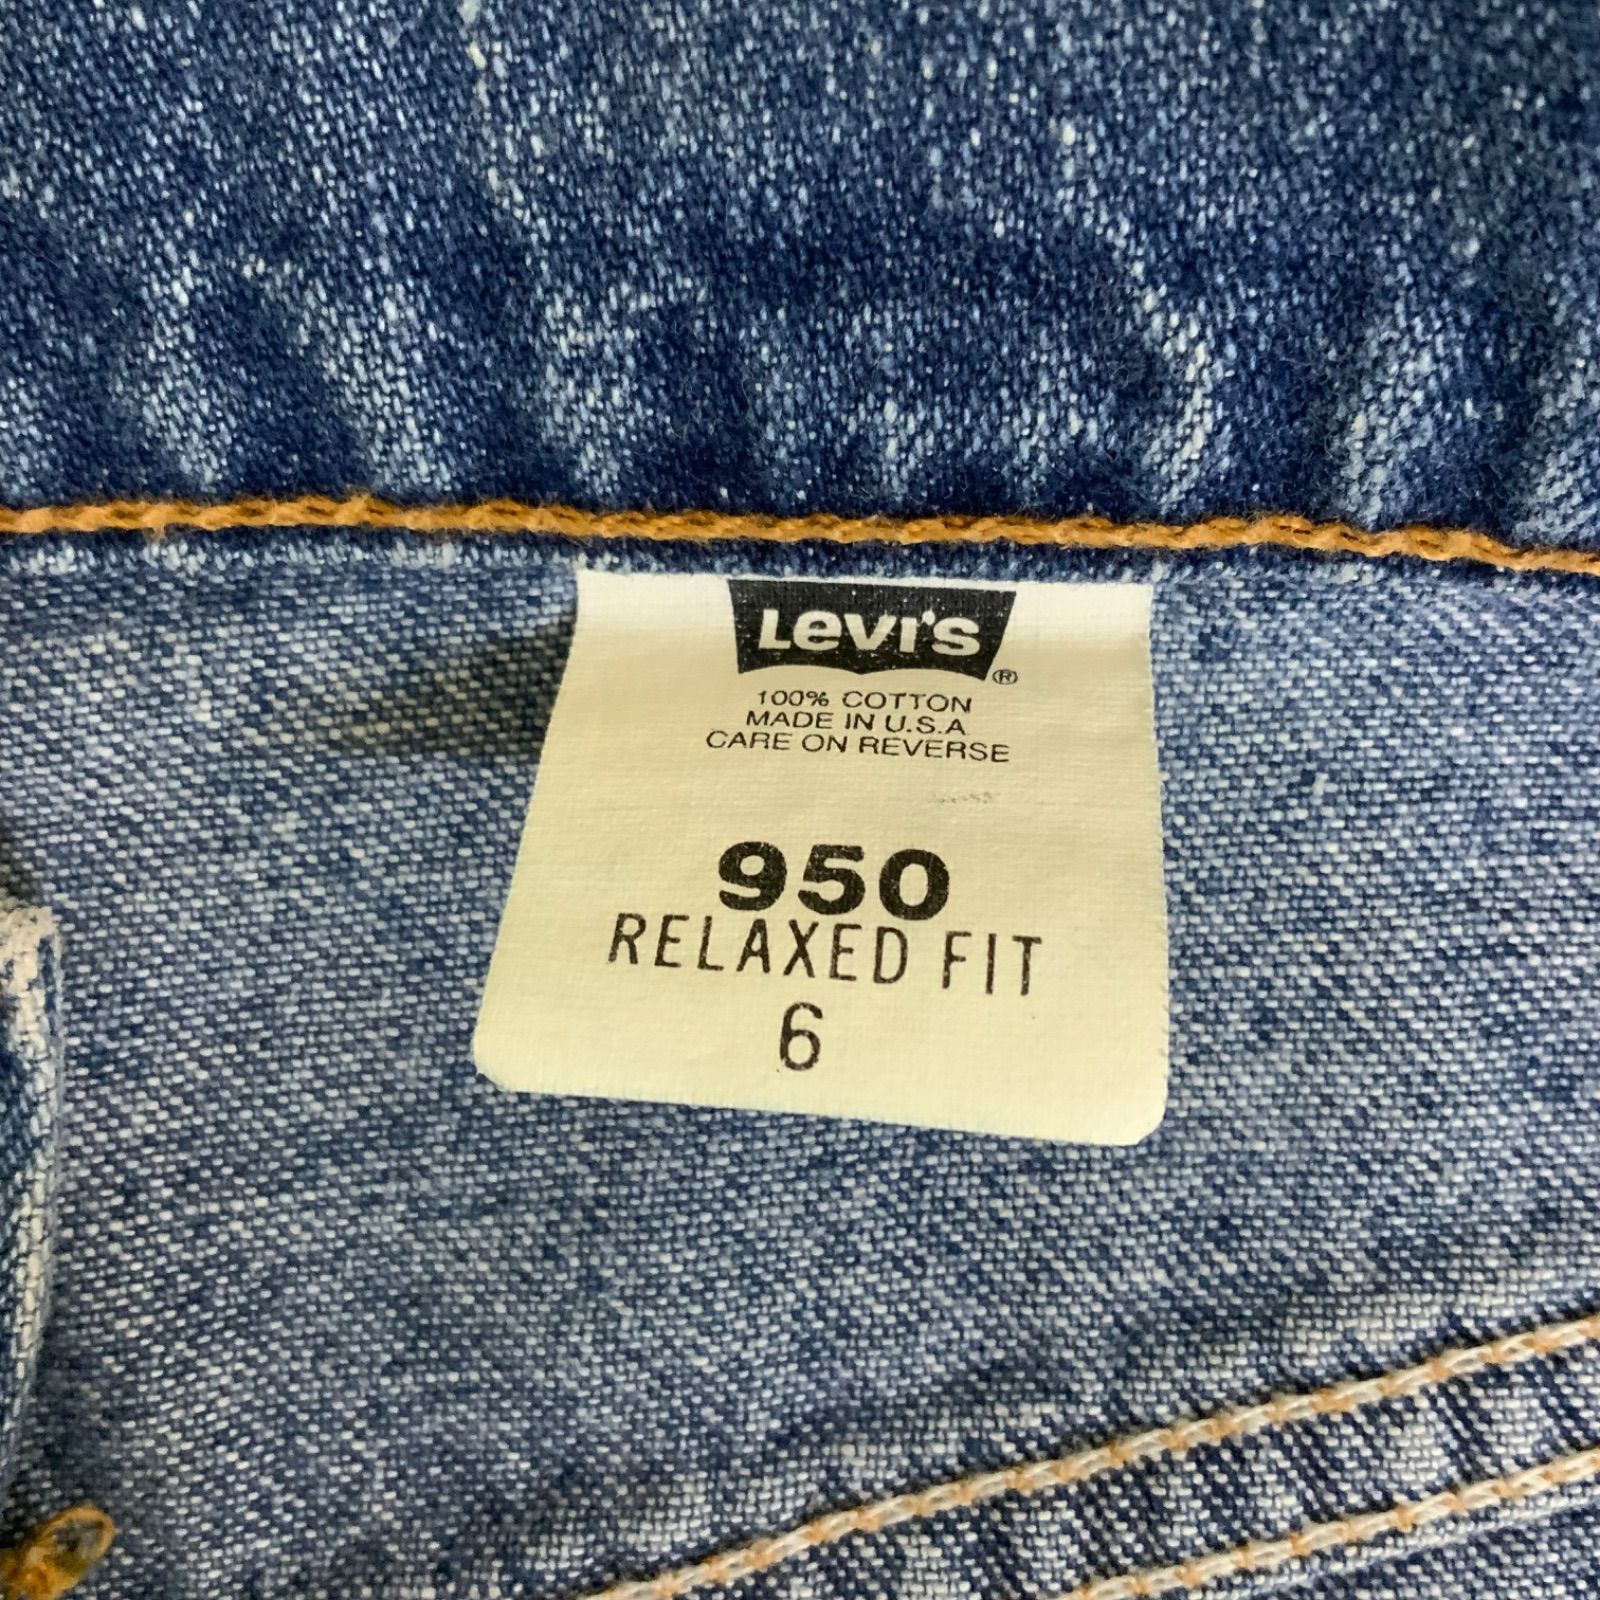 Levi's ®
100% COTTON
MADE IN U.S.A
CARE ON REVERSE
950
RELAXED FIT
6